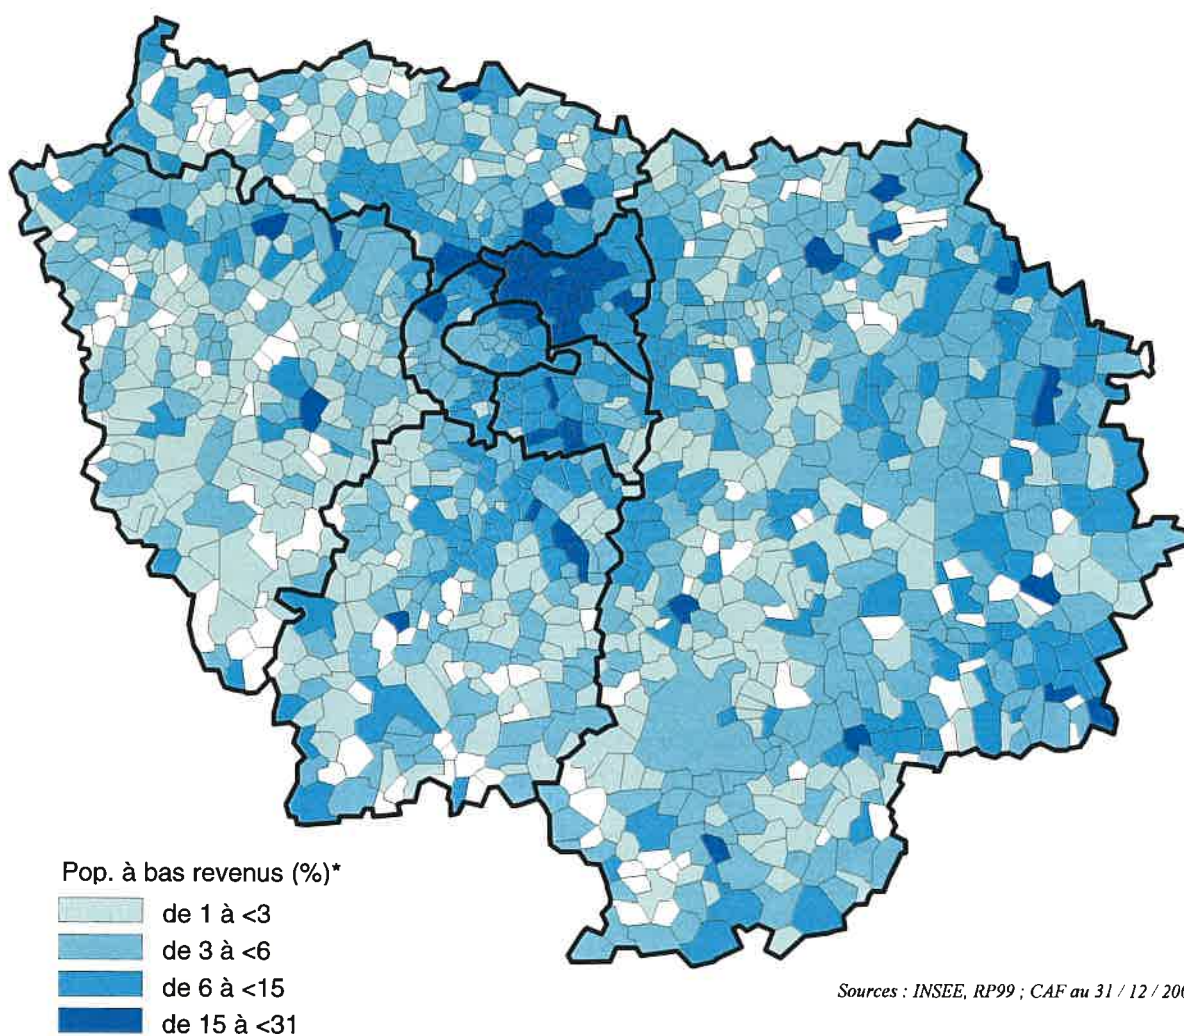 Pop. à bas revenus (%)*
de 1 à <3
de 3 à <6
de 6 à <15
de 15 à <31
Sources : INSEE, RP99 ; CAF au 31 / 12 /